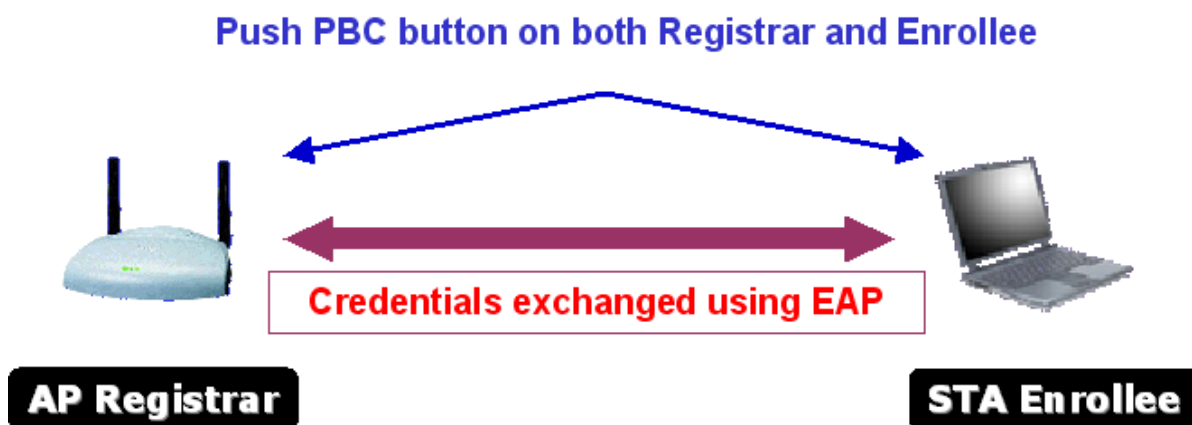 Push PBC button on both Registrar and Enrollee
Credentials exchanged using EAP
AP Registrar
STA Enrollee